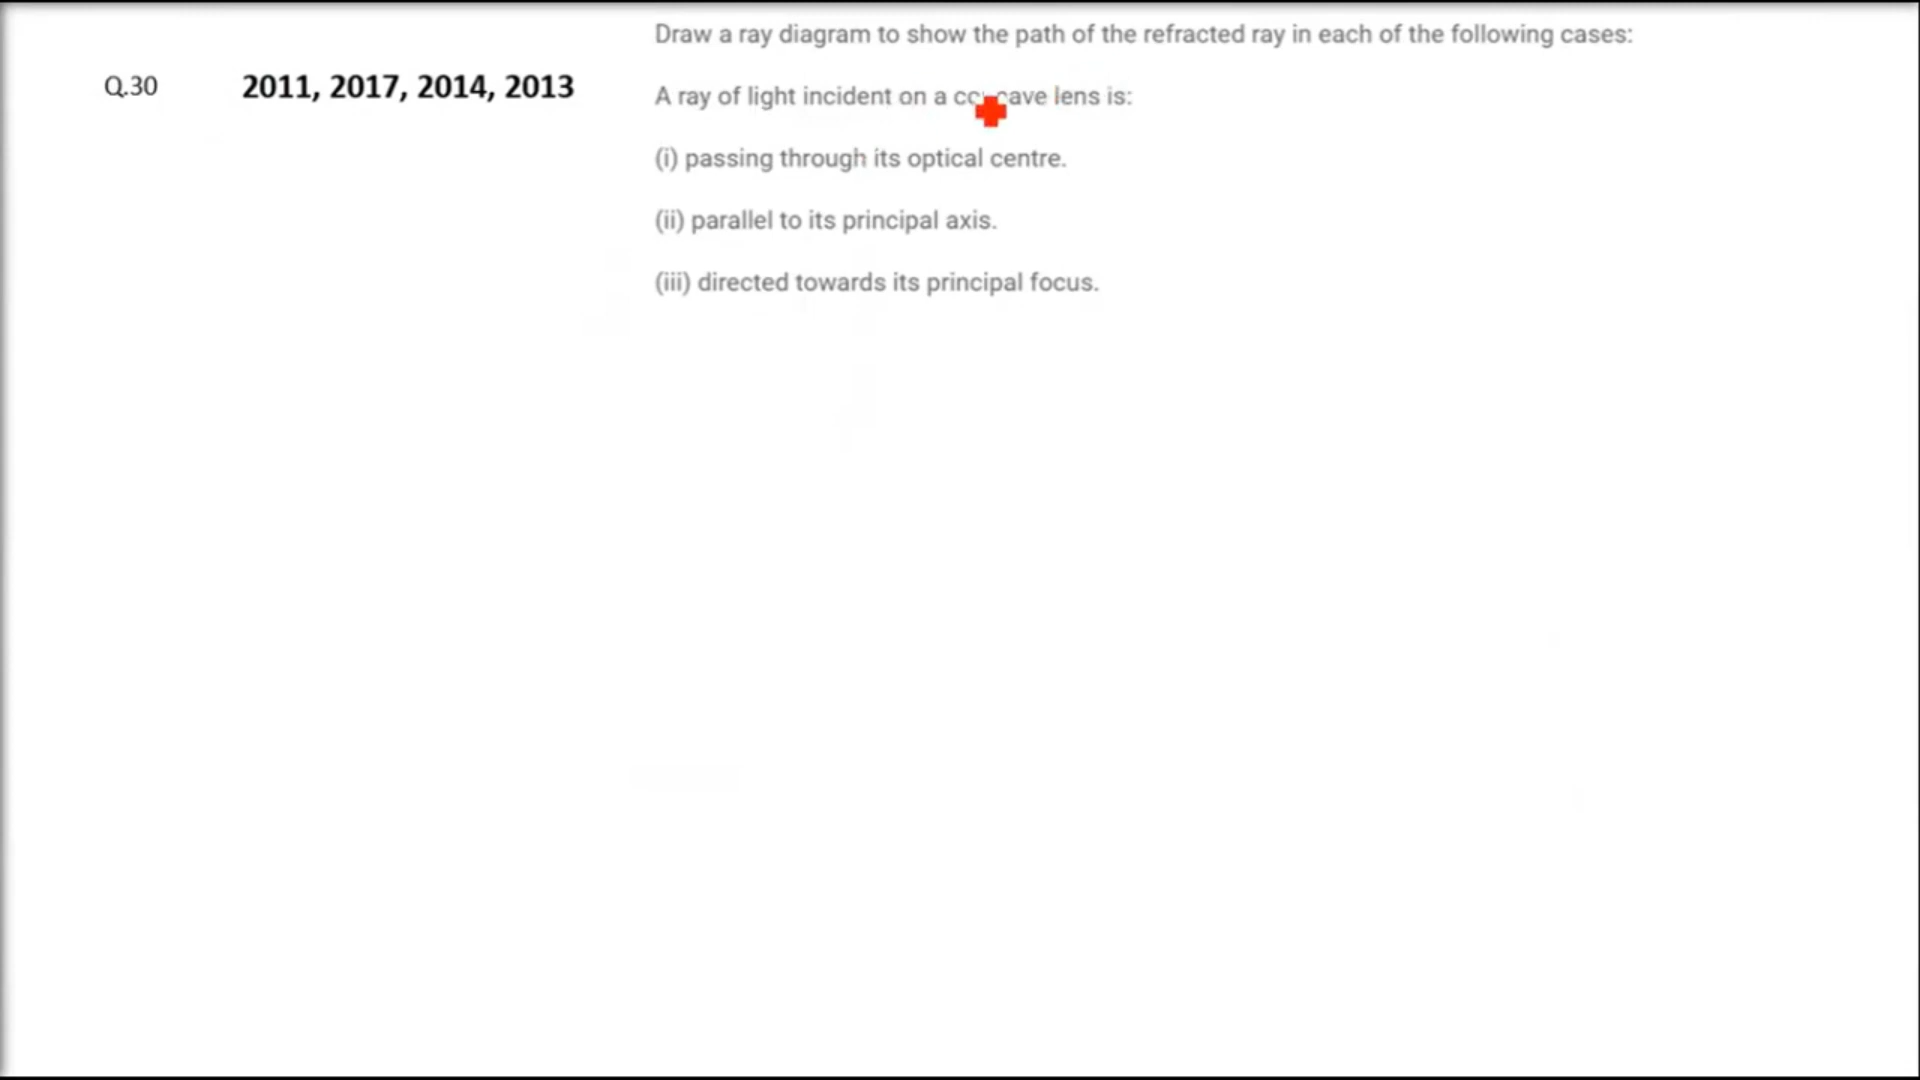 Draw a ray diagram to show the path of the refracted ray in each of the following cases:
Q.30 2011, 2017, 2014, 2013
A ray of light incident on a lens is:
(i) passing through its optical centre.
(ii) parallel to its principal axis.
(iii) directed towards its principal focus.